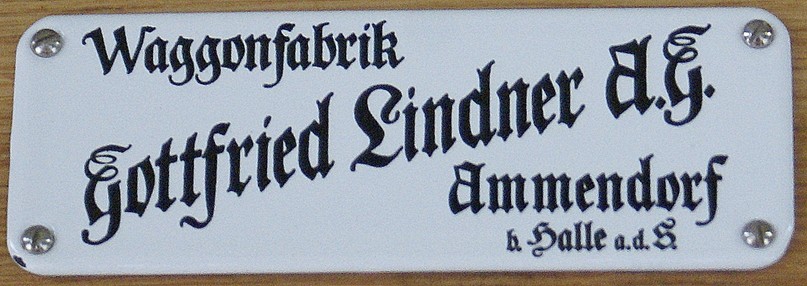 Waggonfabrik
Gottfried Lindner A.G.
Ammendorf
b. Halle a.d. S.